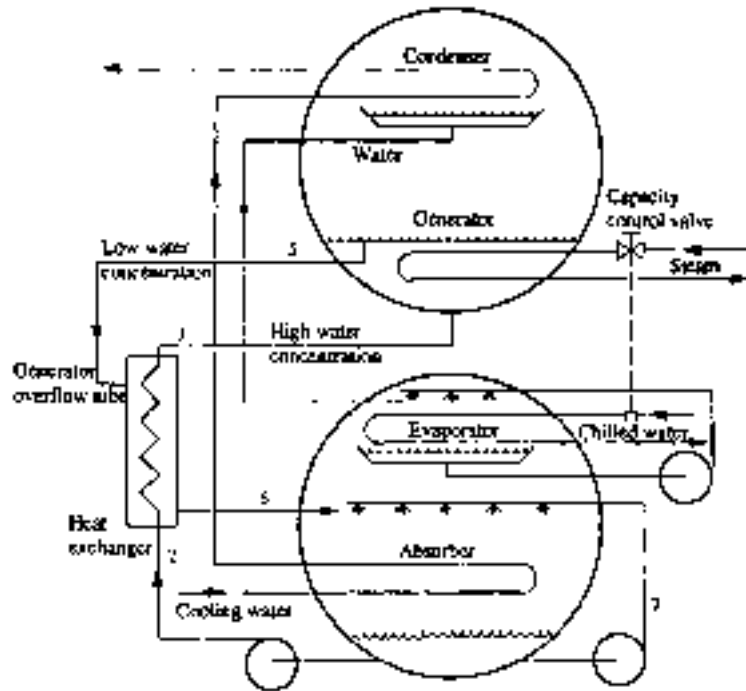 Condenser
Water
Generator
Capacity
control valve
Steam
Low water
concentration
5
3
High water
concentration
Generator
overflow tube
Evaporator
Chilled water
6
Heat
exchanger
2
Absorber
Cooling water
7